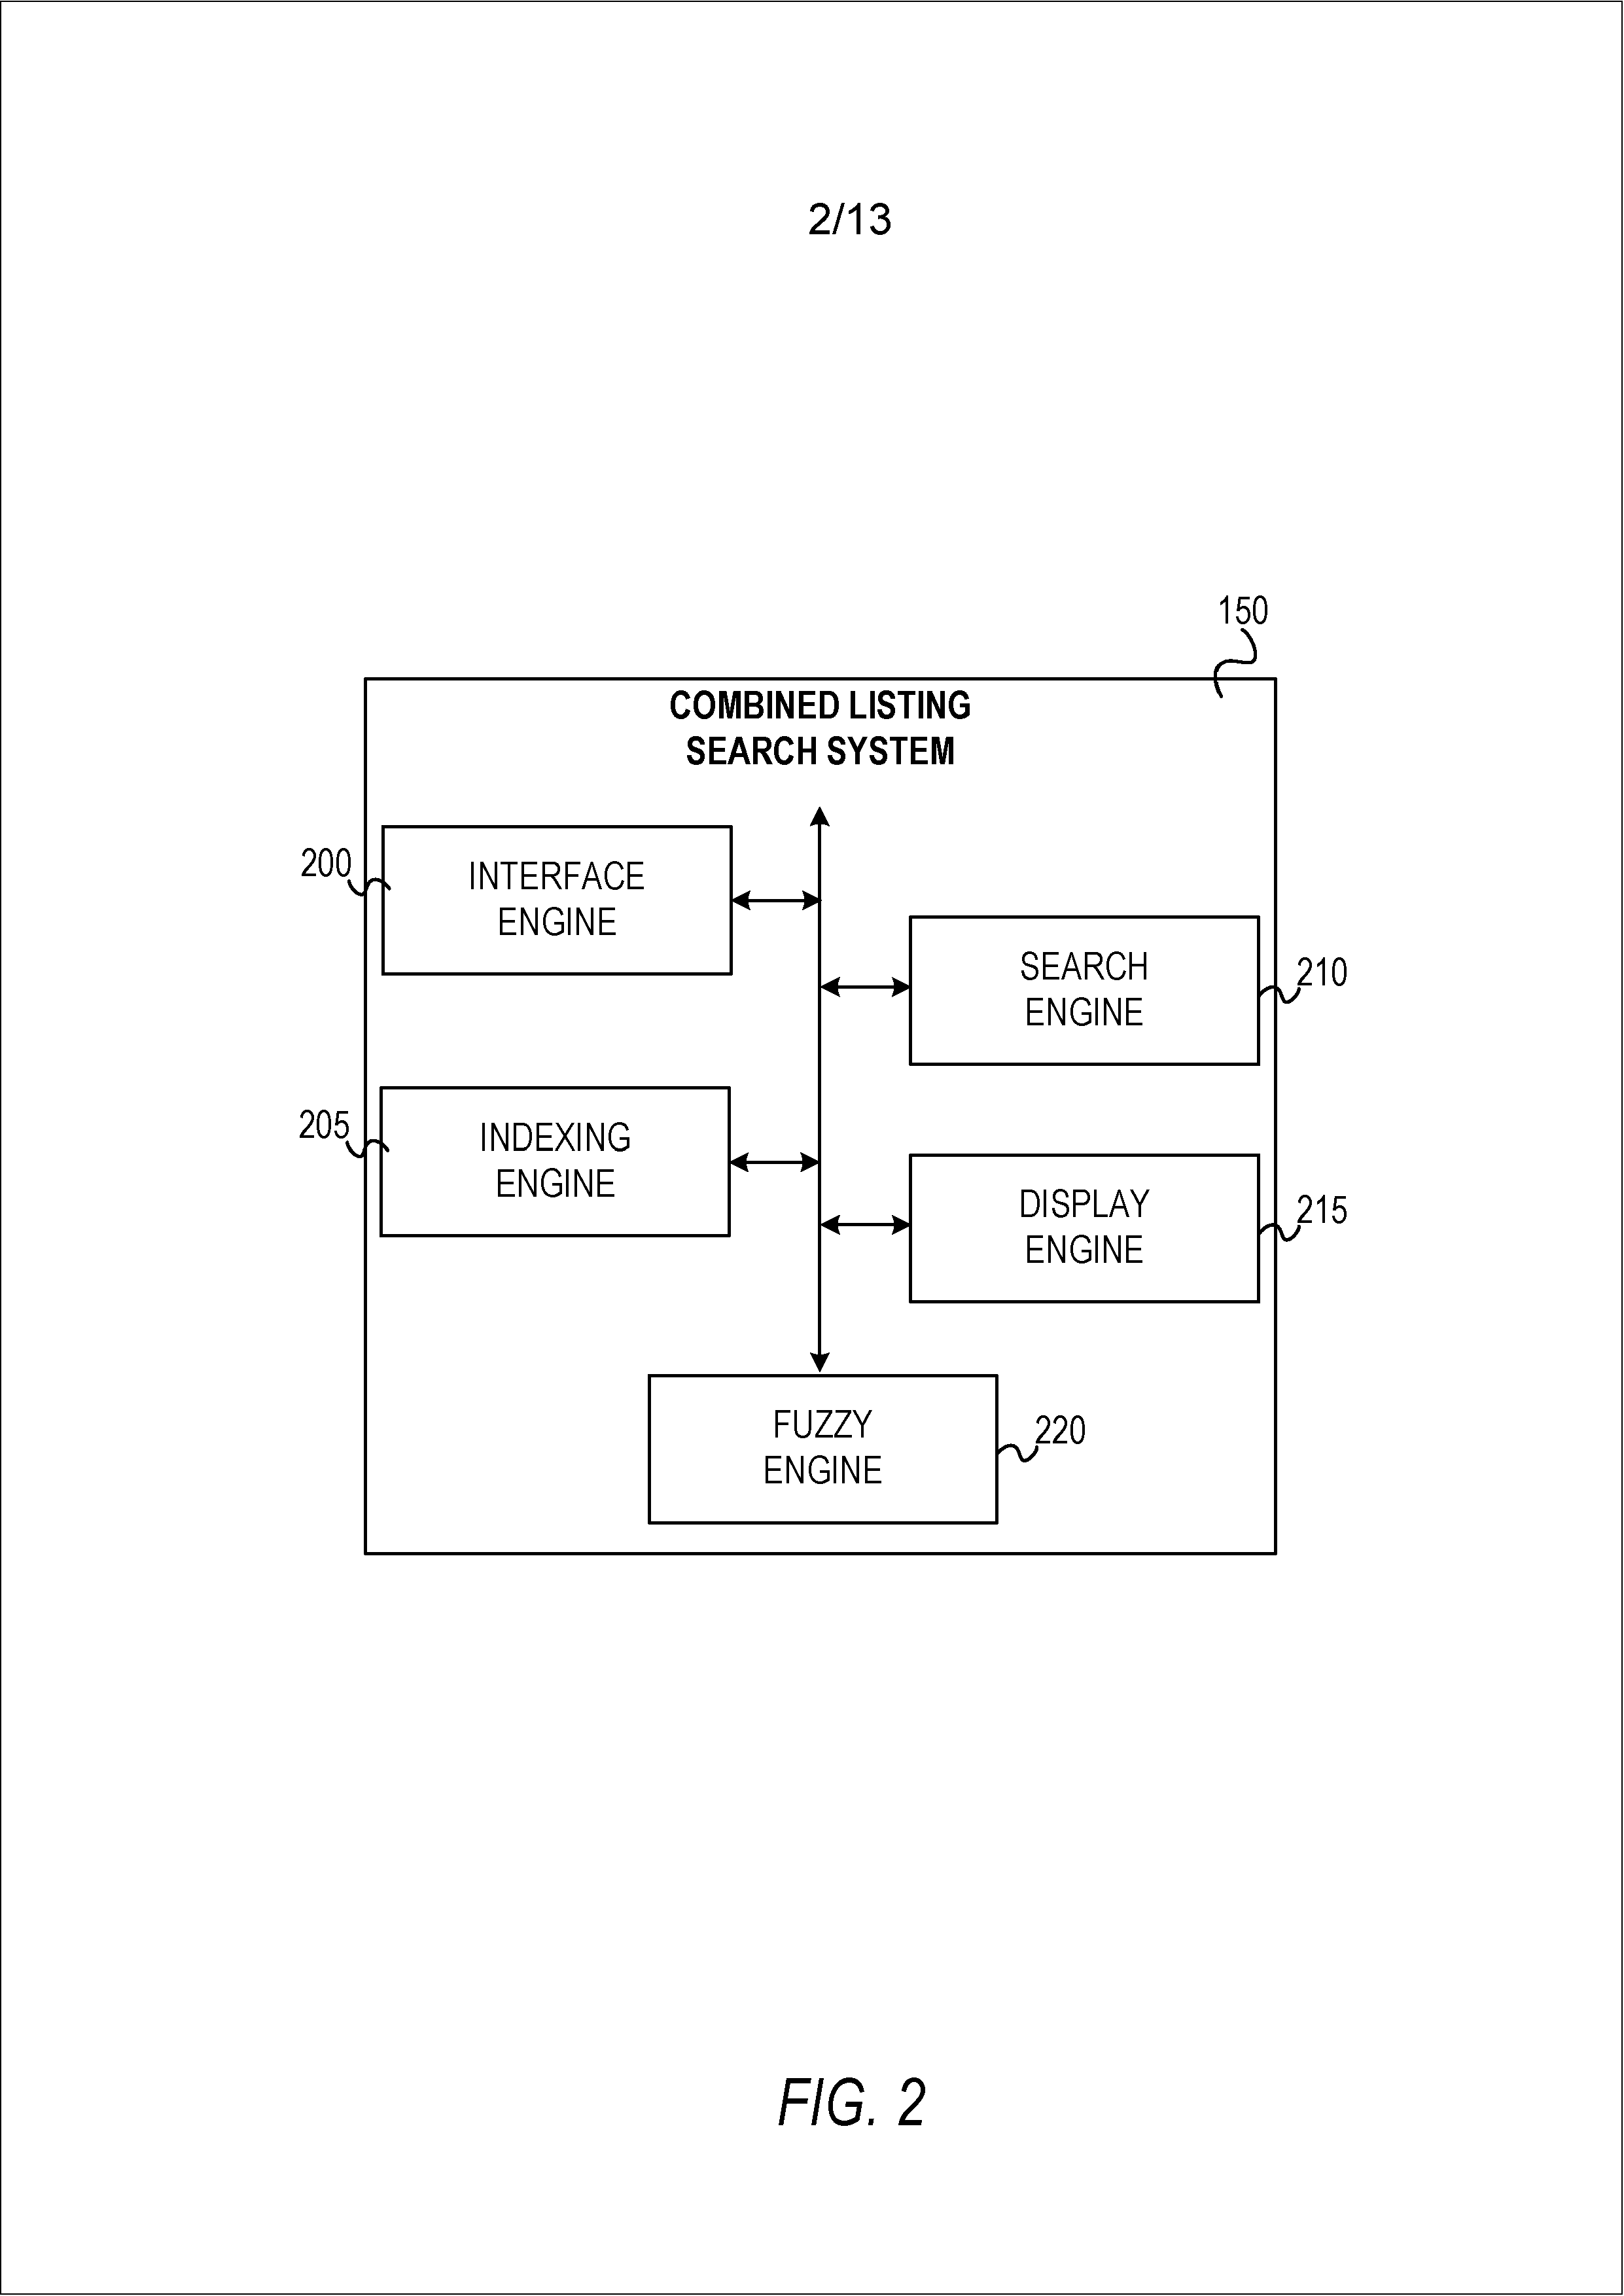 2/13
150
COMBINED LISTING
SEARCH SYSTEM
200
INTERFACE
ENGINE
SEARCH
ENGINE
210
205
INDEXING
ENGINE
DISPLAY
ENGINE
215
FUZZY
ENGINE
220
FIG. 2